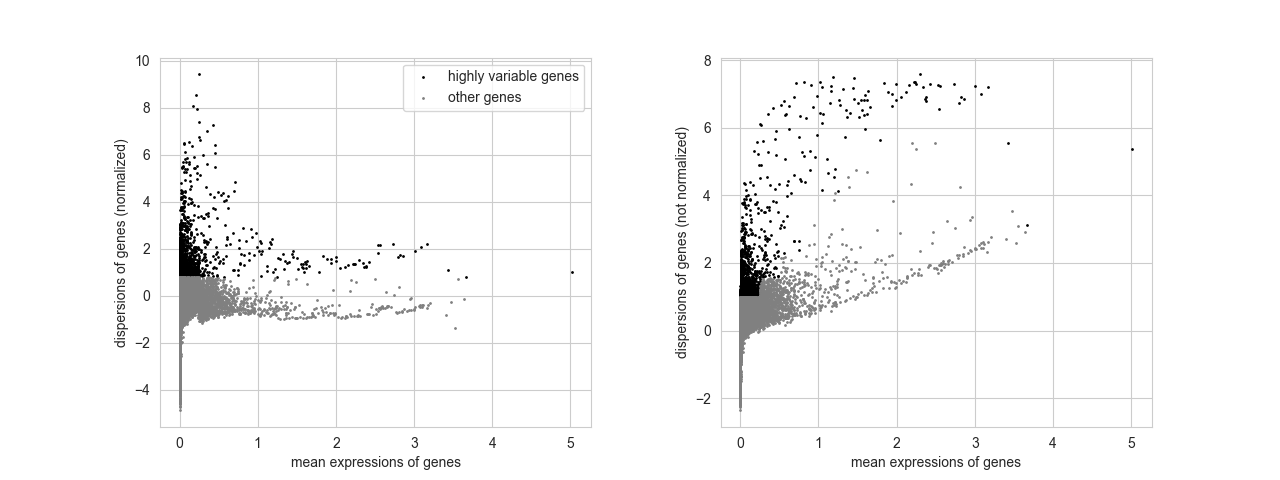 10
8
6
4
2
0
−2
−4
dispersions of genes (normalized)
highly variable genes
other genes
0 1 2 3 4 5
mean expressions of genes
8
6
4
2
0
−2
dispersions of genes (not normalized)
0 1 2 3 4 5
mean expressions of genes